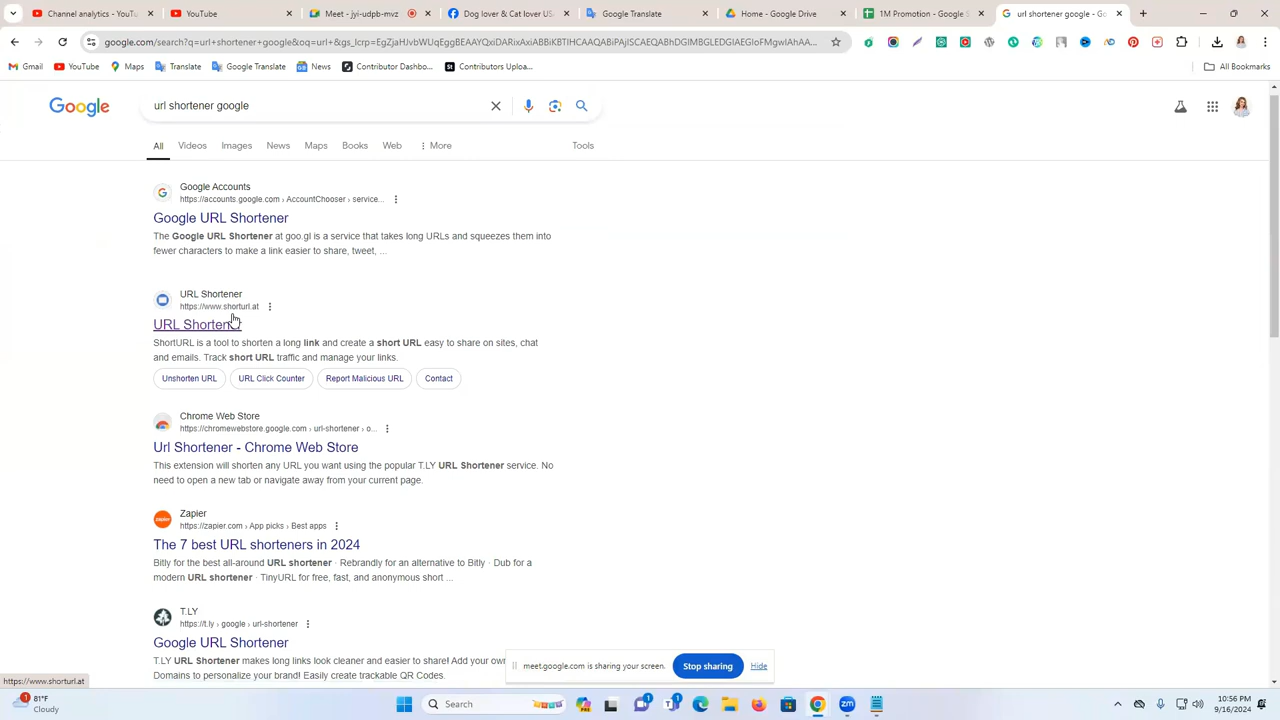 YouTube Studio
YouTube
Meet – jyi-udpb-mvz
Dog and Cat lover US
Google Translate
Home - Google Drive
1M Promotion - Google S
url shortener google - G
google.com/search?q=url+shortener+google&oq=url+
Gmail
YouTube
Maps
Translate
Google Translate
News
Contributor Dashbo...
Contributors Uploa...
All Bookmarks
Google
url shortener google
All
Videos
Images
News
Maps
Books
Web
More
Tools
Google Accounts
https://accounts.google.com › AccountChooser › service...
Google URL Shortener
The Google URL Shortener at goo.gl is a service that takes long URLs and squeezes them into
fewer characters to make a link easier to share, tweet, ...
URL Shortener
https://www.shorturl.at
URL Shortener
ShortURL is a tool to shorten a long link and create a short URL easy to share on sites, chat
and emails. Track short URL traffic and manage your links.
Unshorten URL
URL Click Counter
Report Malicious URL
Contact
Chrome Web Store
https://chromewebstore.google.com › url-shortener › o...
Url Shortener - Chrome Web Store
This extension will shorten any URL you want using the popular T.LY URL Shortener service. No
need to open a new tab or navigate away from your current page.
Zapier
https://zapier.com › App picks › Best apps
The 7 best URL shorteners in 2024
Bitly for the best all-around URL shortener · Rebrandly for an alternative to Bitly · Dub for a
modern URL shortener · TinyURL for free, fast, and anonymous short ...
T.LY
https://t.ly › google › url-shortener
Google URL Shortener
T.LY URL Shortener makes long links look cleaner and easier to share! Add your own
Domains to personalize your brand! Easily create trackable QR Codes.
meet.google.com is sharing your screen.
Stop sharing
Hide
https://www.shorturl.at
81°F
Cloudy
Search
10:56 PM
9/16/2024